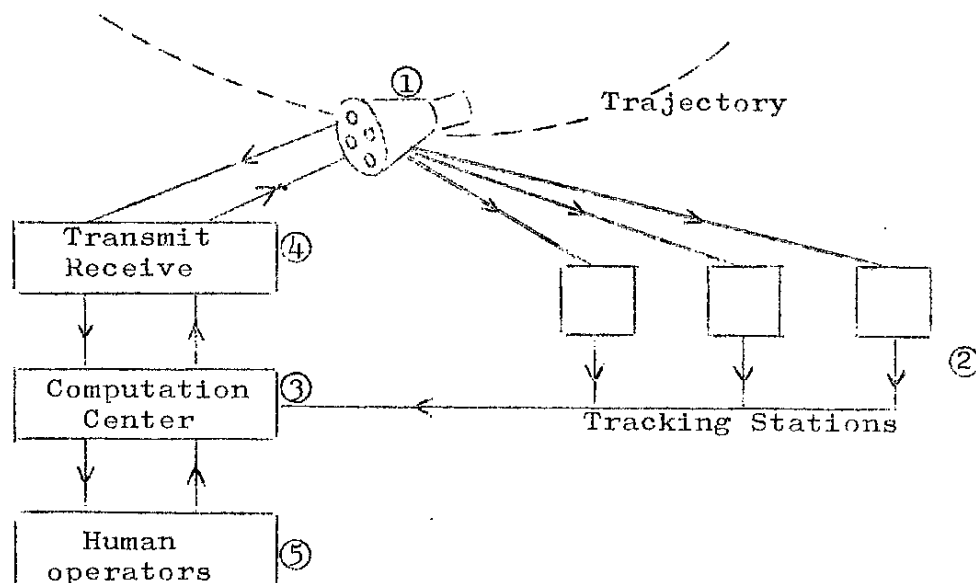 ①
Trajectory
Transmit
Receive
④
②
Computation
Center
③
Tracking Stations
Human
operators
⑤